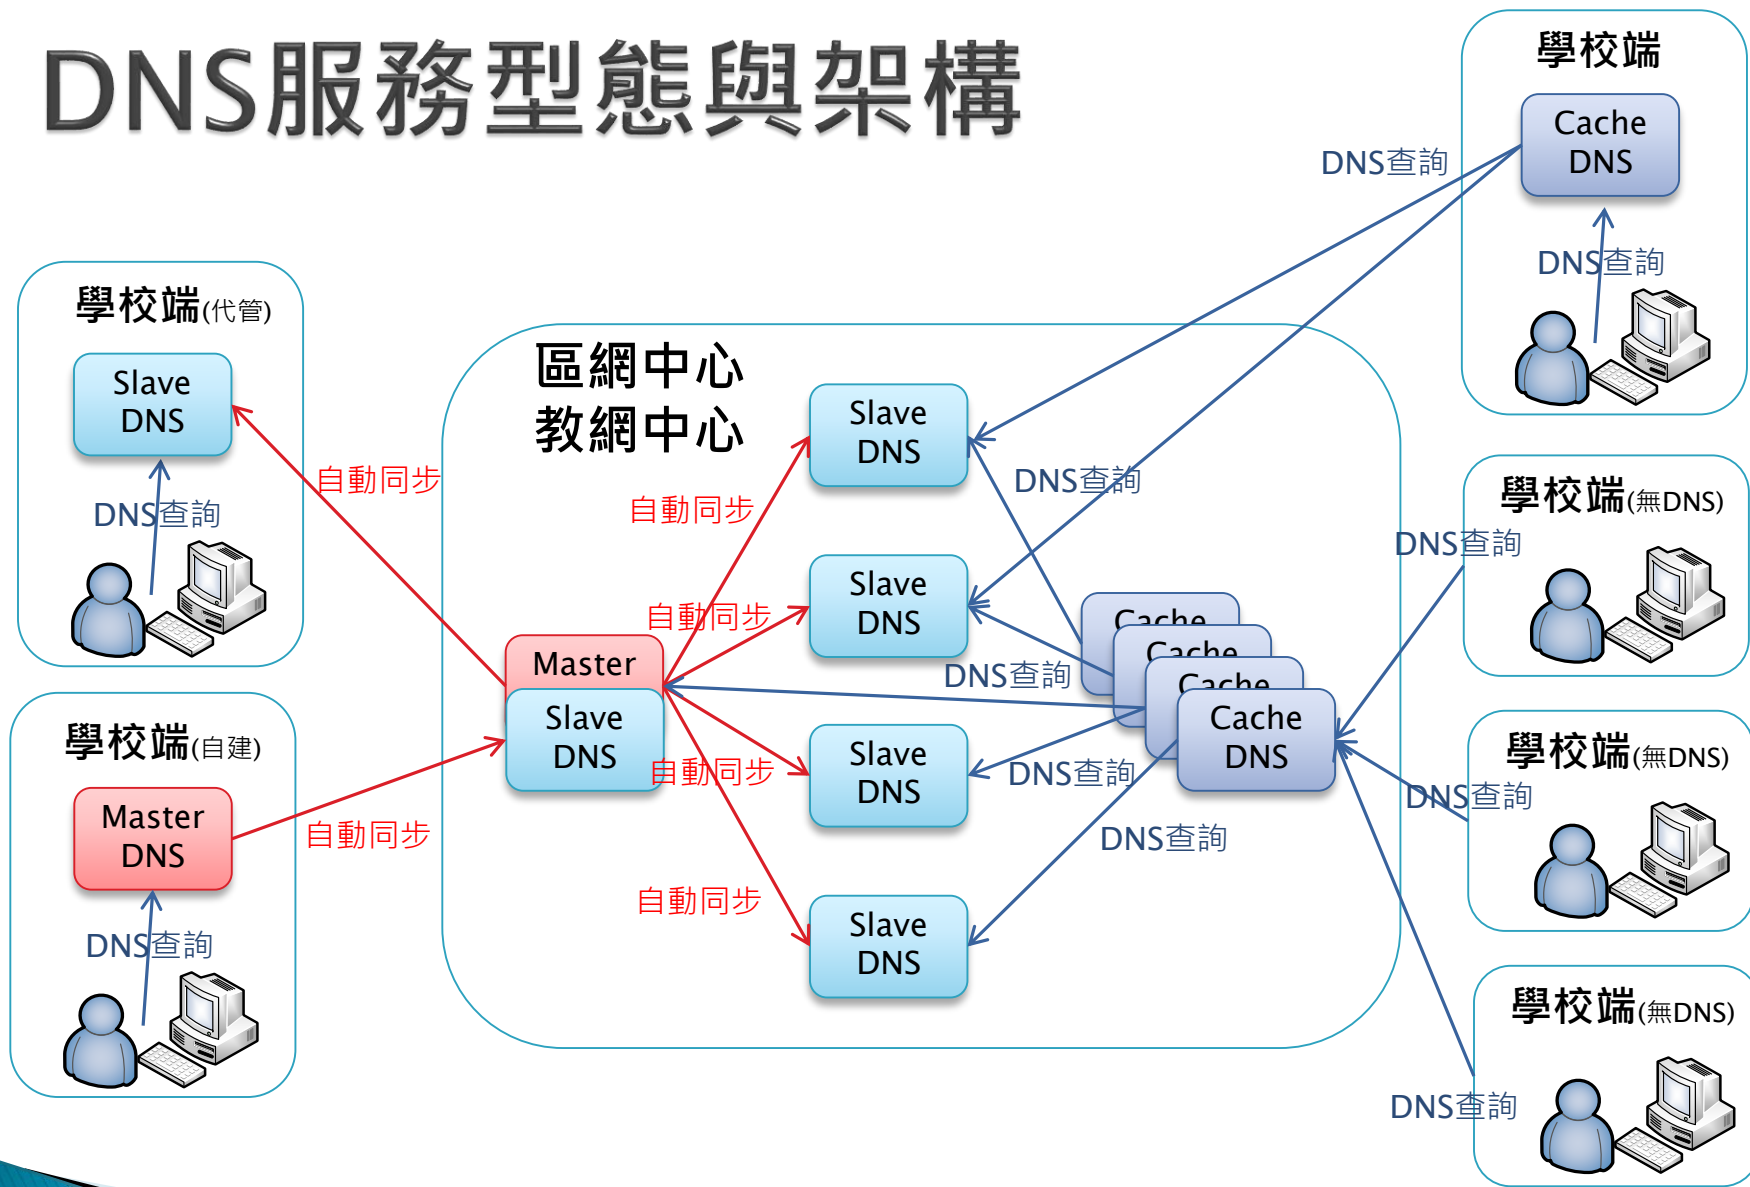 DNS服務型態與架構
學校端
Cache
DNS
DNS查詢
DNS查詢
學校端(代管)
Slave
DNS
DNS查詢
自動同步
區網中心
教網中心
Slave
DNS
自動同步
DNS查詢
學校端(無DNS)
DNS查詢
Slave
DNS
自動同步
Cache
Cache
Cache
Cache
DNS
DNS查詢
Master
Slave
DNS
學校端(自建)
Master
DNS
DNS查詢
自動同步
自動同步
Slave
DNS
DNS查詢
DNS查詢
學校端(無DNS)
DNS查詢
自動同步
Slave
DNS
學校端(無DNS)
DNS查詢